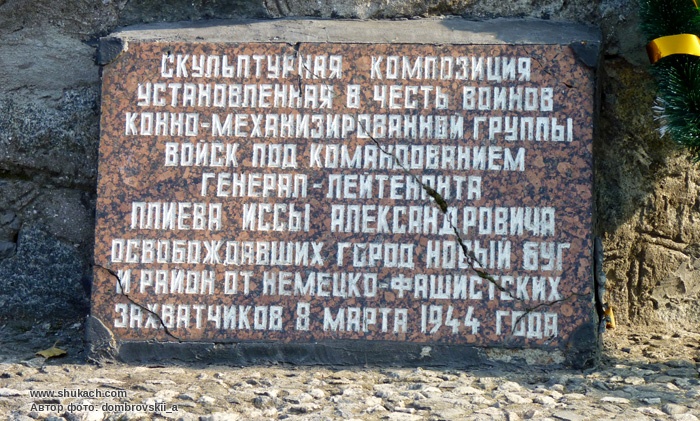 СКУЛЬПТУРНАЯ КОМПОЗИЦИЯ
УСТАНОВЛЕННАЯ В ЧЕСТЬ ВОИНОВ
КОННО-МЕХАНИЗИРОВАННОЙ ГРУППЫ
ВОЙСК ПОД КОМАНДОВАНИЕМ
ГЕНЕРАЛ-ЛЕЙТЕНАНТА
ПЛИЕВА ИССЫ АЛЕКСАНДРОВИЧА
ОСВОБОЖДАВШИХ ГОРОД НОВЫЙ БУГ
И РАЙОН ОТ НЕМЕЦКО-ФАШИСТСКИХ
ЗАХВАТЧИКОВ 8 МАРТА 1944 ГОДА
www.shukach.com
Автор фото: dombrovskii_a